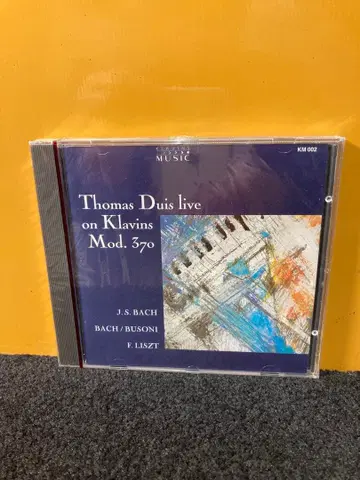 MUSIC
KM 002
Thomas Duis live
on Klavins
Mod. 370
J. S. BACH
BACH / BUSONI
F. LISZT